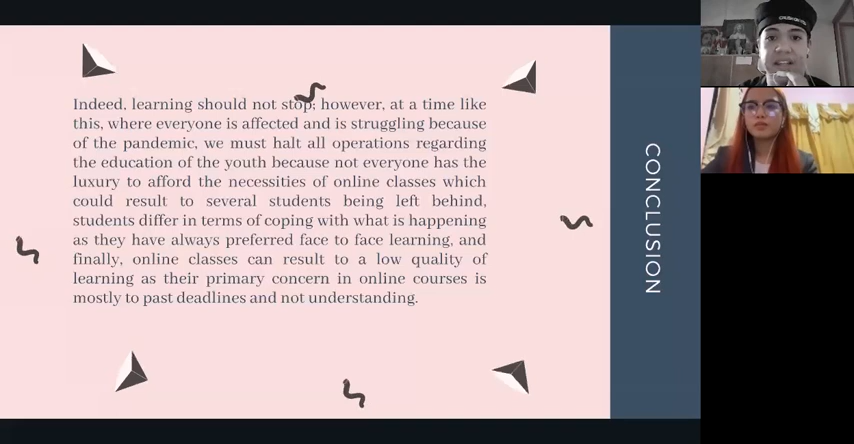 Indeed, learning should not stop; however, at a time like
this, where everyone is affected and is struggling because
of the pandemic, we must halt all operations regarding
the education of the youth because not everyone has the
luxury to afford the necessities of online classes which
could result to several students being left behind,
students differ in terms of coping with what is happening
as they have always preferred face to face learning, and
finally, online classes can result to a low quality of
learning as their primary concern in online courses is
mostly to past deadlines and not understanding.
CONCLUSION